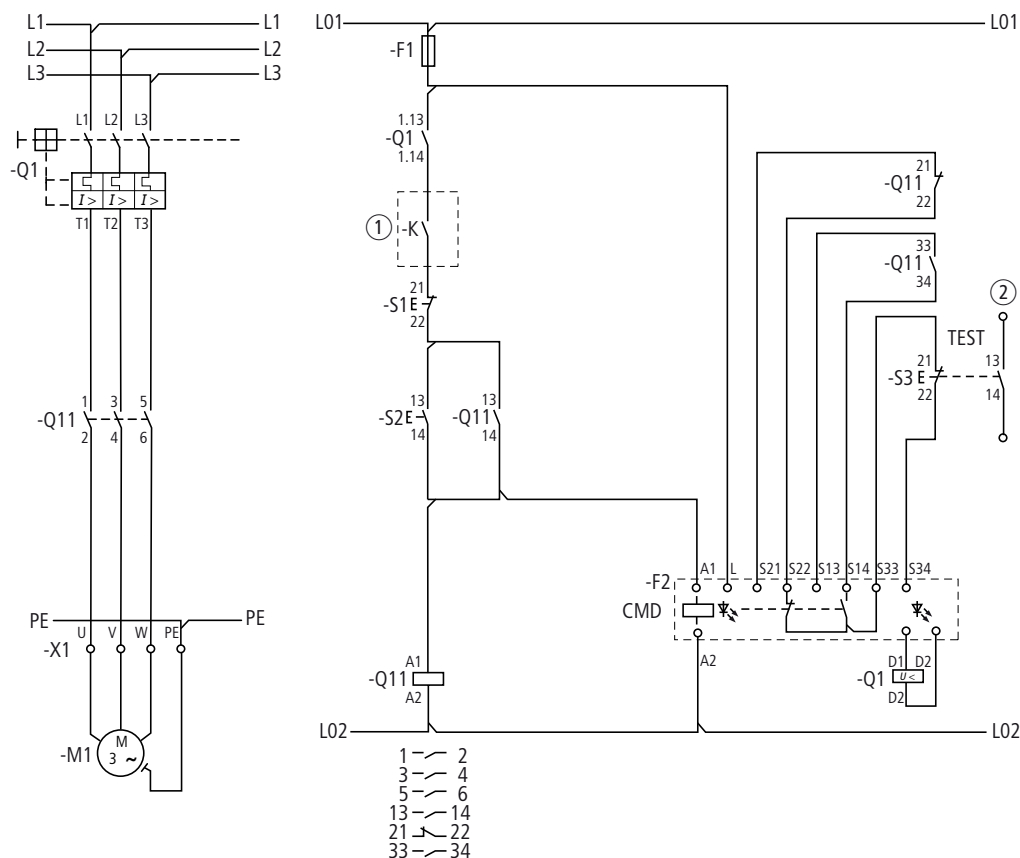 L1 L1
L2 L2
L3 L3
L1 L2 L3
-Q1
I> I> I>
T1 T2 T3
1 3 5
-Q11
2 4 6
PE PE
U V W PE
-X1
M
3 ~
-M1
L01 L01
-F1
1.13
-Q1
1.14
1 -K
21
-S1 E
22
13 13
-S2 E -Q11
14 14
21
-Q11
22
33
-Q11
34
2
TEST
21 13
-S3 E
22 14
A1 L S21 S22 S13 S14 S33 S34
-F2
CMD
A2
D1 D2
-Q1 U<
D2
A1
-Q11
A2
L02 L02
1 2
3 4
5 6
13 14
21 22
33 34